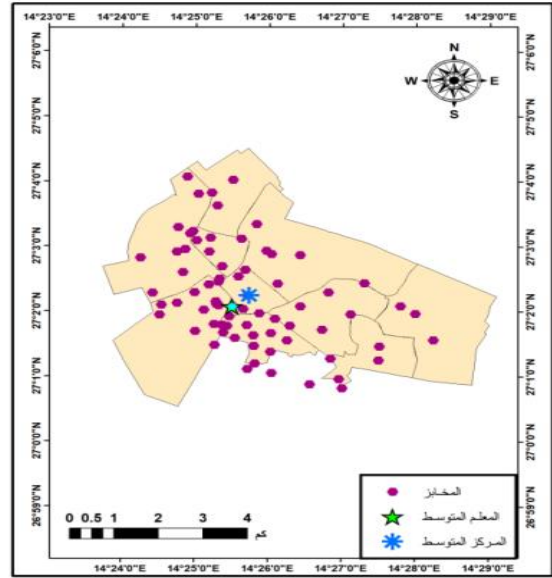 14°23'0"E 14°24'0"E 14°25'0"E 14°26'0"E 14°27'0"E 14°28'0"E 14°29'0"E
N
W E
S
27°6'0"N 27°6'0"N
27°5'0"N 27°5'0"N
27°4'0"N 27°4'0"N
27°3'0"N 27°3'0"N
27°2'0"N 27°2'0"N
27°1'0"N 27°1'0"N
27°0'0"N 27°0'0"N
26°59'0"N 26°59'0"N
المخابز
المعلم المتوسط
المركز المتوسط
0 0.5 1 2 3 4
كم
14°24'0"E 14°25'0"E 14°26'0"E 14°27'0"E 14°28'0"E 14°29'0"E